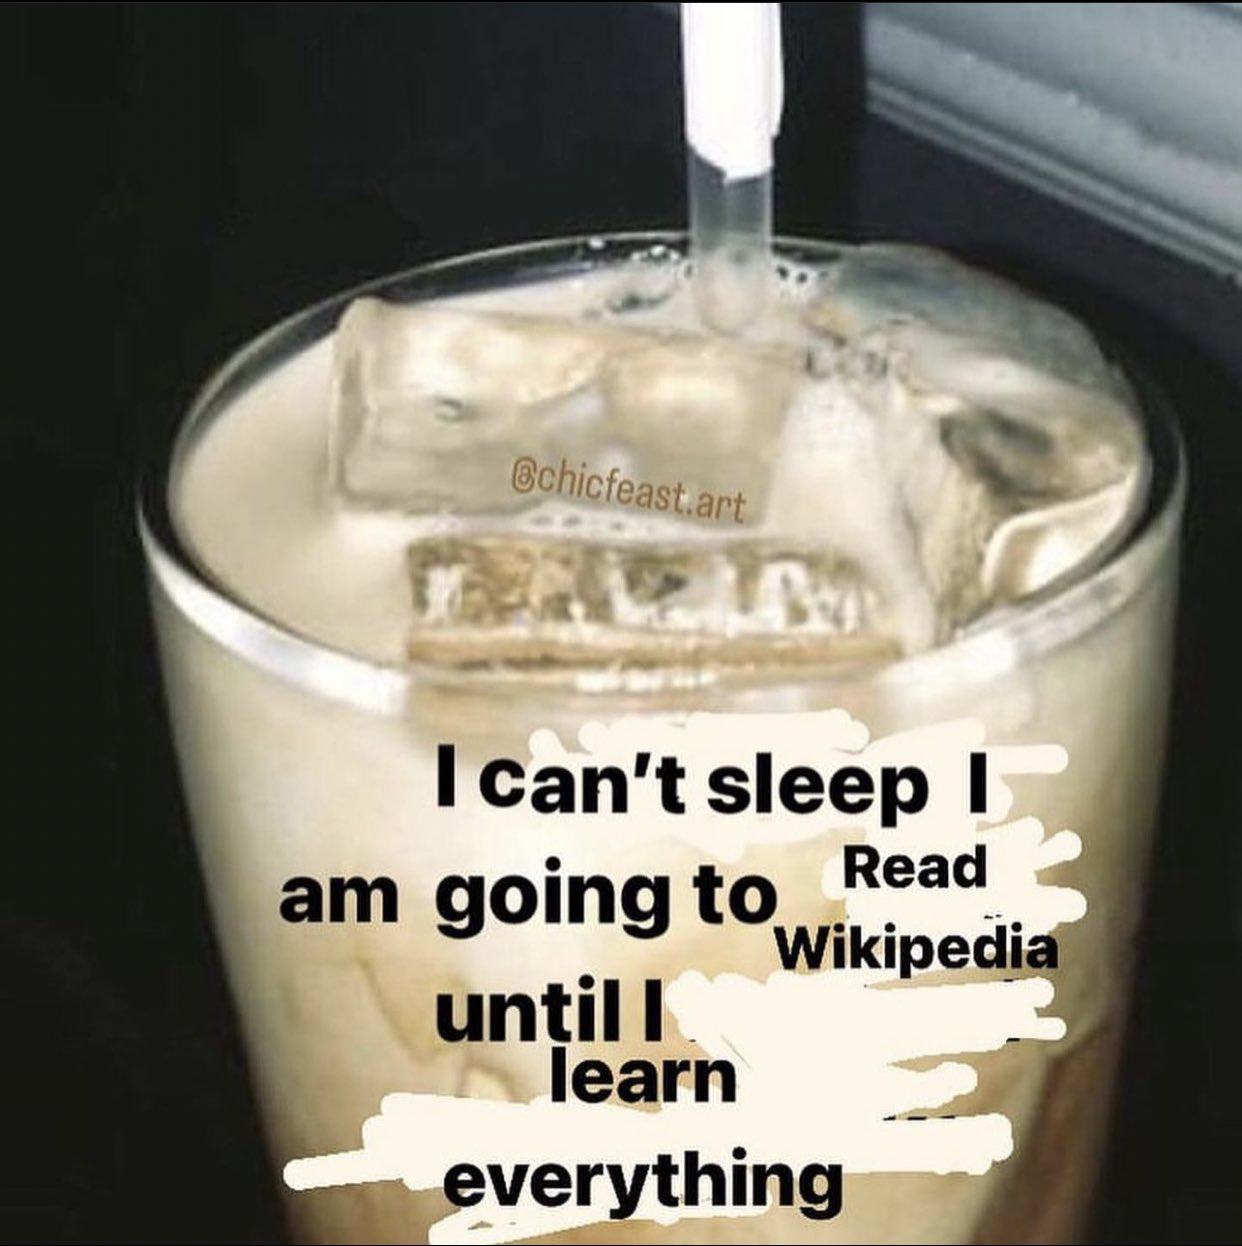 @chicfeast.art
I can't sleep I
am going to Read
Wikipedia
until I
learn
everything